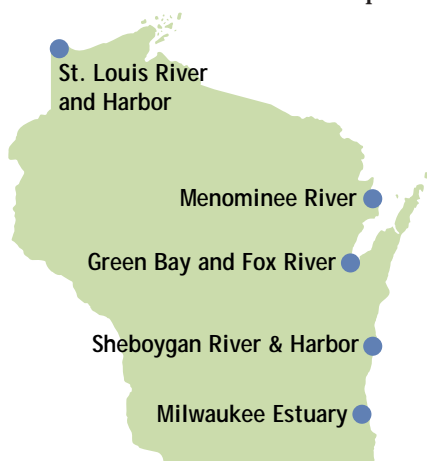 St. Louis River
and Harbor
Menominee River
Green Bay and Fox River
Sheboygan River & Harbor
Milwaukee Estuary